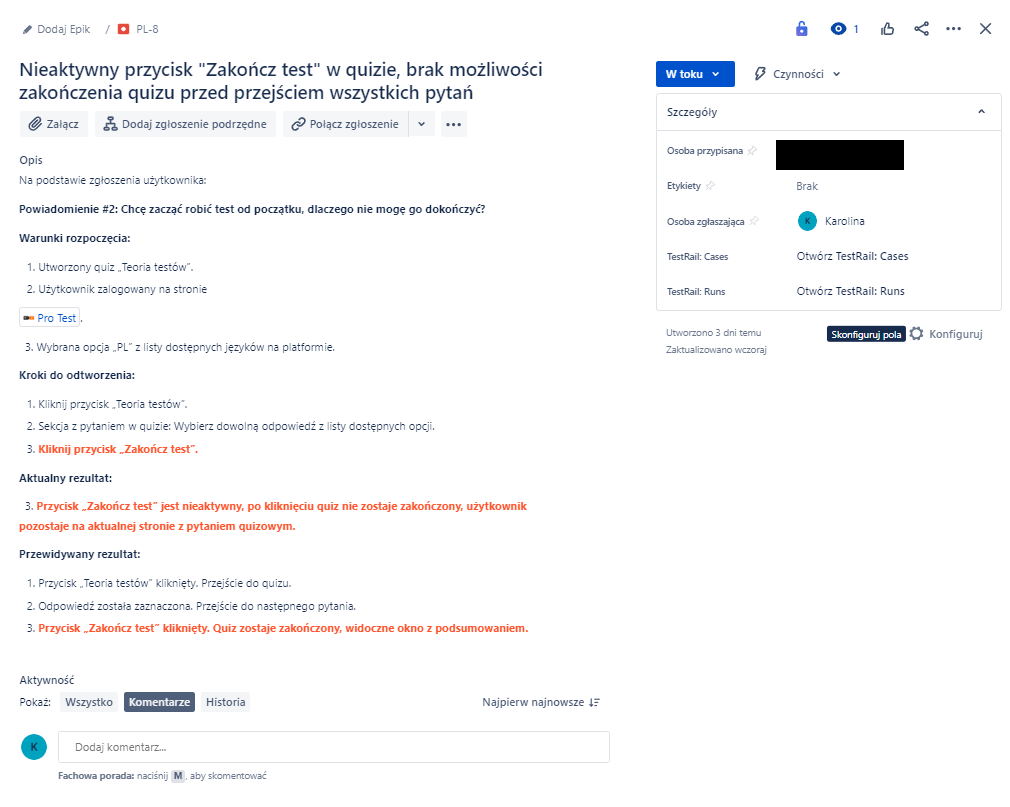 Dodaj Epik / PL-8
1
Nieaktywny przycisk "Zakończ test" w quizie, brak możliwości
zakończenia quizu przed przejściem wszystkich pytań
Załącz Dodaj zgłoszenie podrzędne Połącz zgłoszenie
Opis
Na podstawie zgłoszenia użytkownika:
Powiadomienie #2: Chcę zacząć robić test od początku, dlaczego nie mogę go dokończyć?
Warunki rozpoczęcia:
1. Utworzony quiz „Teoria testów”.
2. Użytkownik zalogowany na stronie
Pro Test .
3. Wybrana opcja „PL” z listy dostępnych języków na platformie.
Kroki do odtworzenia:
1. Kliknij przycisk „Teoria testów”.
2. Sekcja z pytaniem w quizie: Wybierz dowolną odpowiedź z listy dostępnych opcji.
3. Kliknij przycisk „Zakończ test”.
Aktualny rezultat:
3. Przycisk „Zakończ test” jest nieaktywny, po kliknięciu quiz nie zostaje zakończony, użytkownik
pozostaje na aktualnej stronie z pytaniem quizowym.
Przewidywany rezultat:
1. Przycisk „Teoria testów” kliknięty. Przejście do quizu.
2. Odpowiedź została zaznaczona. Przejście do następnego pytania.
3. Przycisk „Zakończ test” kliknięty. Quiz zostaje zakończony, widoczne okno z podsumowaniem.
Aktywność
Pokaż: Wszystko Komentarze Historia Najpierw najnowsze
K Dodaj komentarz...
Fachowa porada: naciśnij M, aby skomentować
W toku Czynności
Szczegóły
Osoba przypisana
Etykiety Brak
Osoba zgłaszająca K Karolina
TestRail: Cases Otwórz TestRail: Cases
TestRail: Runs Otwórz TestRail: Runs
Utworzono 3 dni temu Skonfiguruj pola Konfiguruj
Zaktualizowano wczoraj